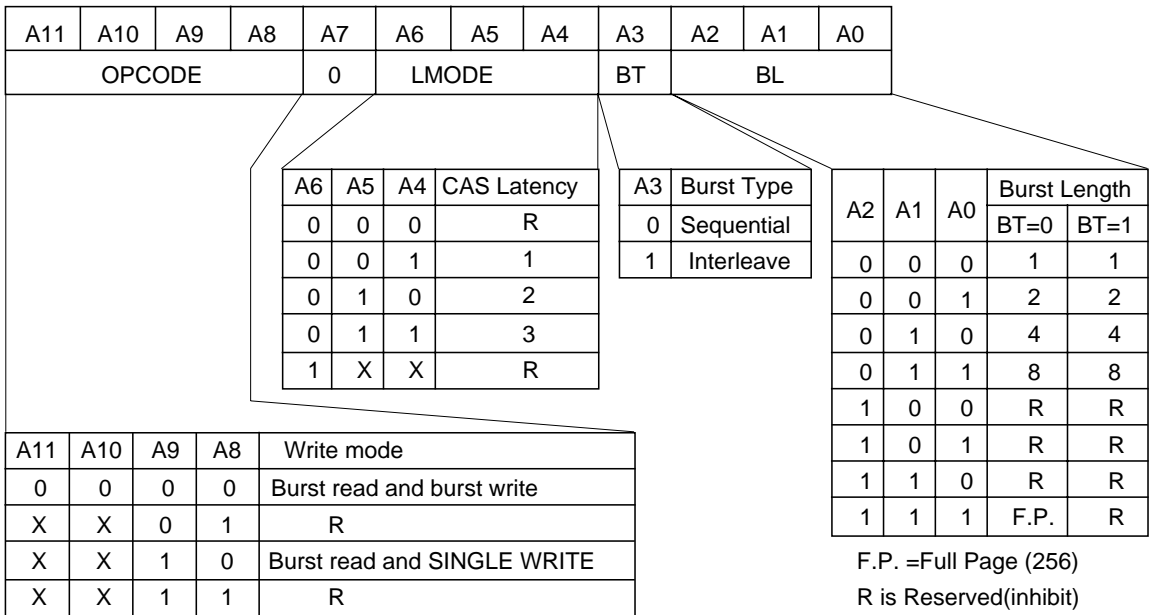 A11 A10 A9 A8 A7 A6 A5 A4 A3 A2 A1 A0
OPCODE 0 LMODE BT BL
A6 A5 A4 CAS Latency
0 0 0 R
0 0 1 1
0 1 0 2
0 1 1 3
1 X X R
A3 Burst Type
0 Sequential
1 Interleave
A2 A1 A0 Burst Length
BT=0 BT=1
0 0 0 1 1
0 0 1 2 2
0 1 0 4 4
0 1 1 8 8
1 0 0 R R
1 0 1 R R
1 1 0 R R
1 1 1 F.P. R
F.P. =Full Page (256)
R is Reserved(inhibit)
A11 A10 A9 A8 Write mode
0 0 0 0 Burst read and burst write
X X 0 1 R
X X 1 0 Burst read and SINGLE WRITE
X X 1 1 R